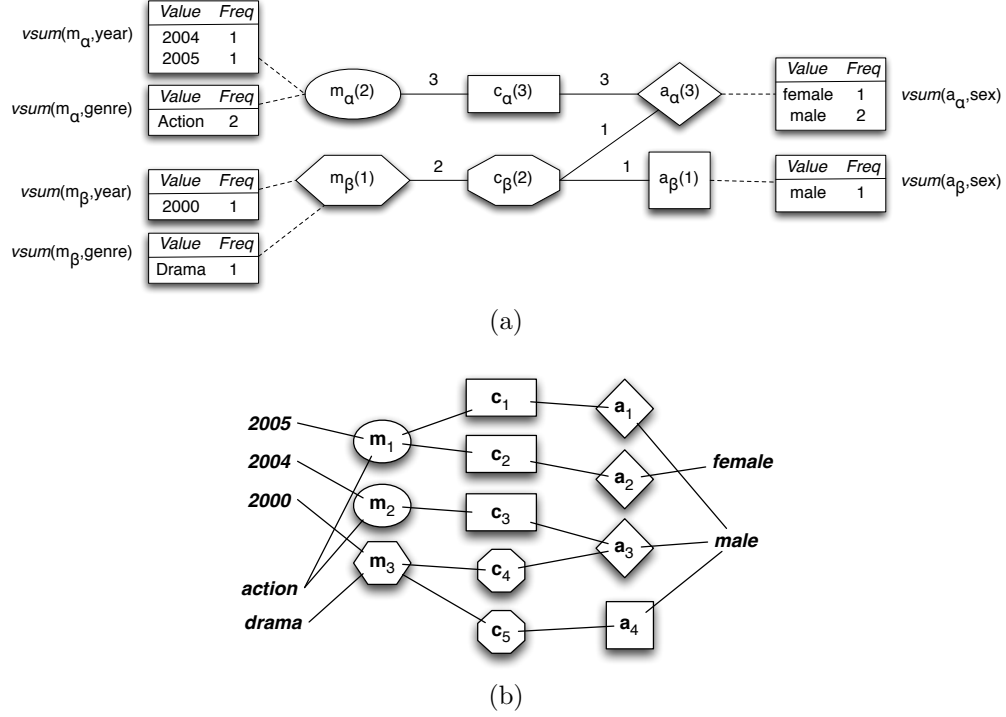 vsum(mα,year)
Value Freq
2004 1
2005 1
vsum(mα,genre)
Value Freq
Action 2
mα(2)
3
cα(3)
3
aα(3)
Value Freq
female 1
male 2
vsum(aα,sex)
1
vsum(mβ,year)
Value Freq
2000 1
vsum(mβ,genre)
Value Freq
Drama 1
mβ(1)
2
cβ(2)
1
aβ(1)
Value Freq
male 1
vsum(aβ,sex)
(a)
2005
2004
2000
action
drama
m1
m2
m3
c1
c2
c3
c4
c5
a1
a2
a3
a4
female
male
(b)